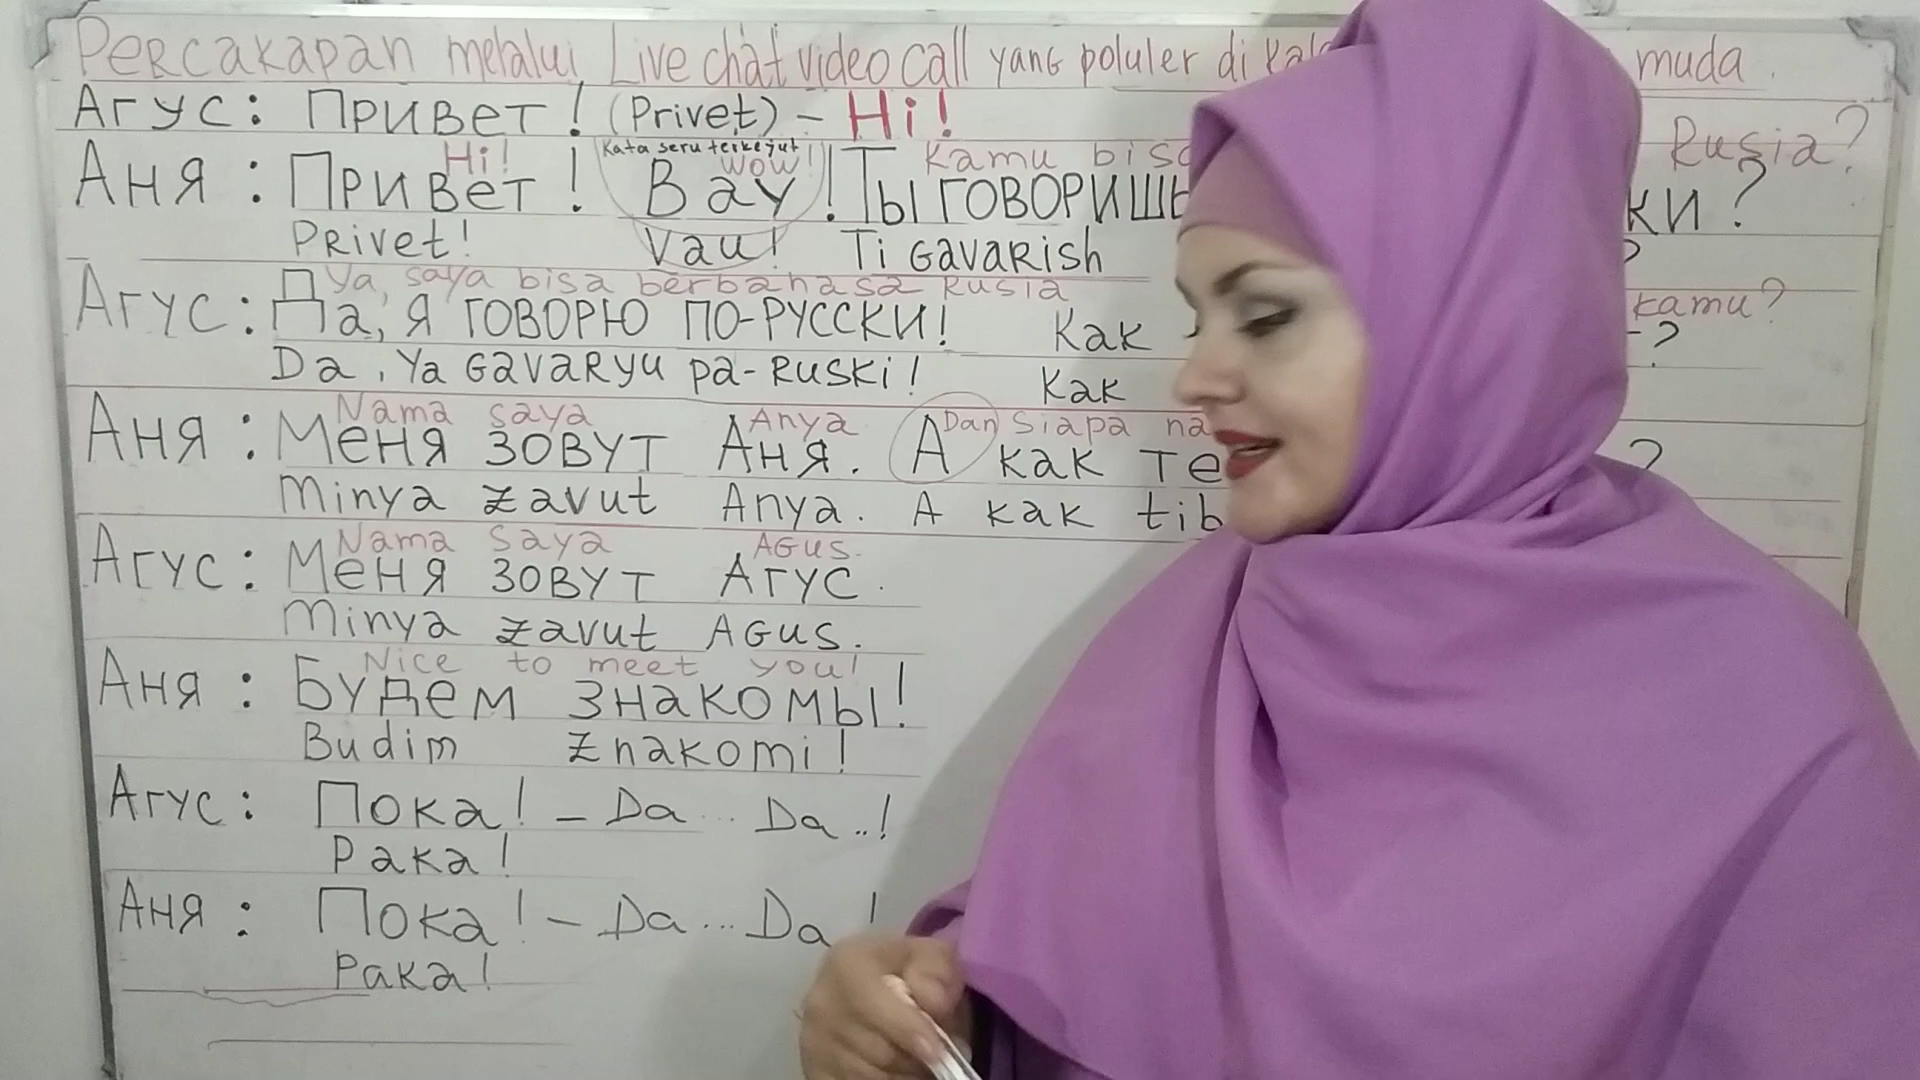 Percakapan melalui Live chat video call yang poluler di muda.
Агус: Привет! (Privet) - Hi!
Hi! Kata seru terkejut wow! Kamu bisa Rusia?
Аня: Привет! Вау! Ты говоришь ки?
Privet! Vau! Ti Gavarish ?
Ya, saya bisa berbahasa Rusia kamu?
Агус: Да, я говорю по-русски! Как ?
Da, Ya Gavaryu pa-Ruski! Kak
Nama saya Anya Dan siapa na
Аня: Меня зовут Аня. А как те ?
Minya zavut Anya. A kak tib
Nama saya Agus.
Агус: Меня зовут Агус.
Minya zavut Agus.
Nice to meet you!
Аня: Будем знакомы!
Budim Znakomi!
Агус: Пока! - Da... Da..!
Paka!
Аня: Пока! - Da... Da!
Paka!